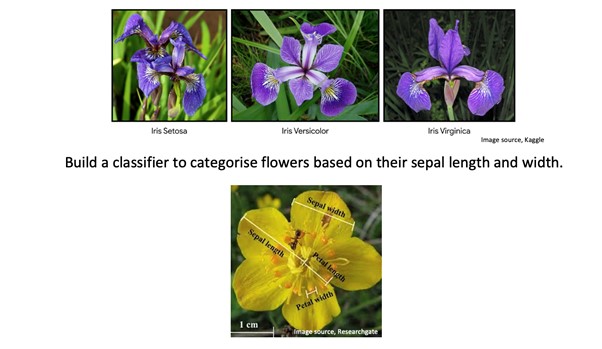 Iris Setosa
Iris Versicolor
Iris Virginica
Image source, Kaggle
Build a classifier to categorise flowers based on their sepal length and width.
Sepal width
Sepal length
Petal length
Petal width
1 cm
Image source, Researchgate